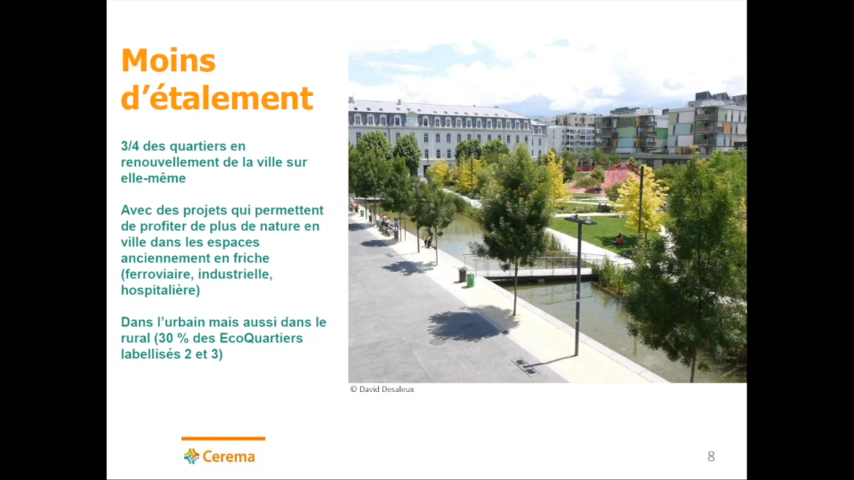 Moins
d’étalement
3/4 des quartiers en
renouvellement de la ville sur
elle-même
Avec des projets qui permettent
de profiter de plus de nature en
ville dans les espaces
anciennement en friche
(ferroviaire, industrielle,
hospitalière)
Dans l’urbain mais aussi dans le
rural (30 % des EcoQuartiers
labellisés 2 et 3)
© David Desaleux
Cerema
8